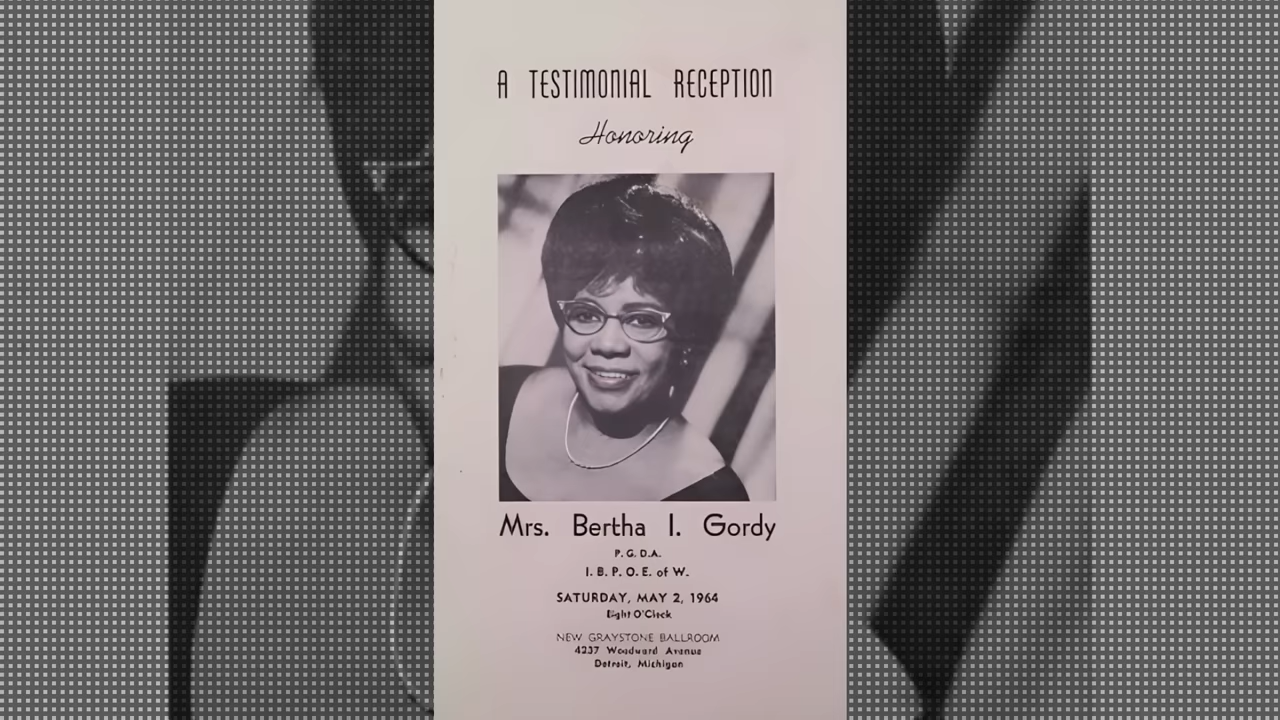 A TESTIMONIAL RECEPTION
Honoring
Mrs. Bertha I. Gordy
P. G. D. A.
I. B. P. O. E. of W.
SATURDAY, MAY 2, 1964
Eight O'Clock
NEW GRAYSTONE BALLROOM
4237 Woodward Avenue
Detroit, Michigan